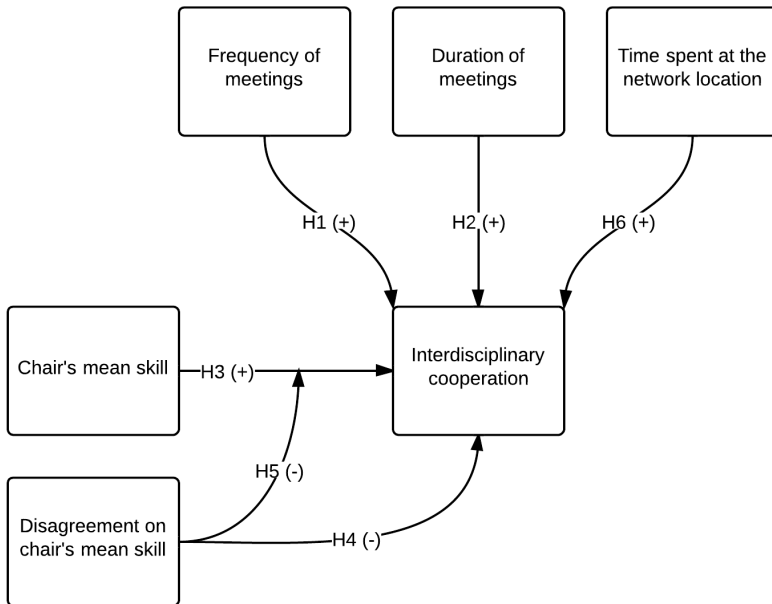 Frequency of
meetings
Duration of
meetings
Time spent at the
network location
H1 (+)
H2 (+)
H6 (+)
Chair's mean skill
H3 (+)
Interdisciplinary
cooperation
H5 (-)
Disagreement on
chair's mean skill
H4 (-)